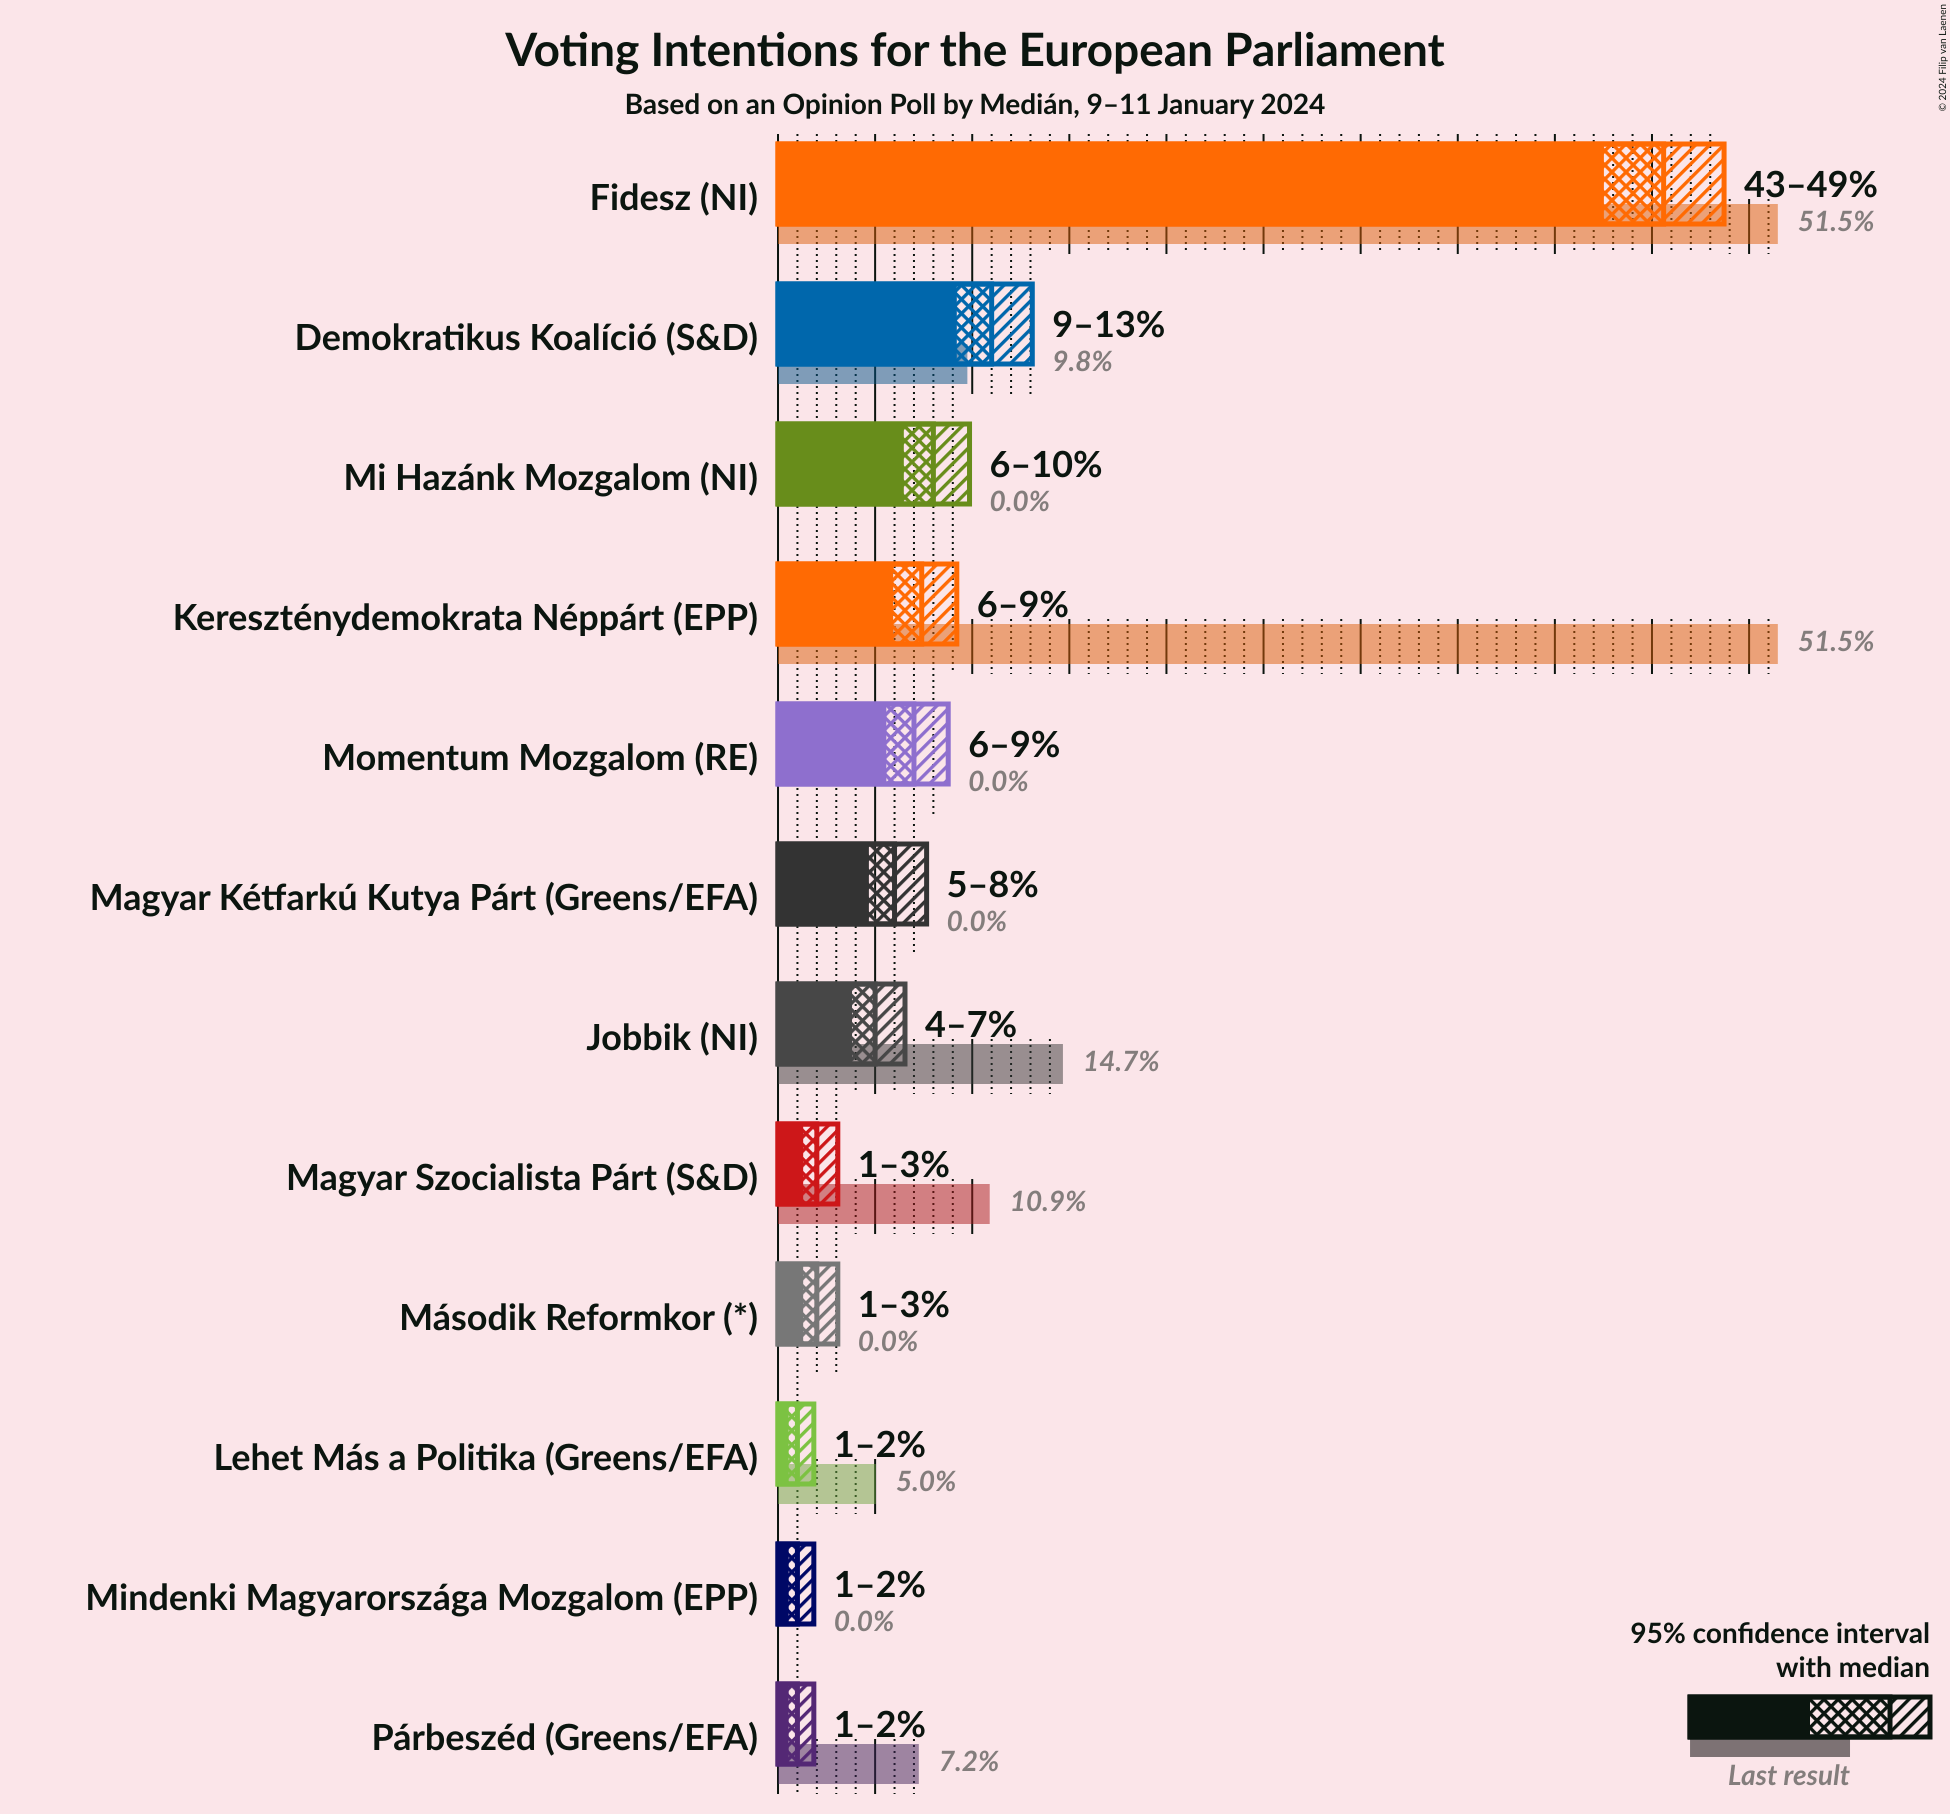 © 2024 Filip van Laenen
Voting Intentions for the European Parliament
Based on an Opinion Poll by Medián, 9–11 January 2024
Fidesz (NI)
43–49%
51.5%
Demokratikus Koalíció (S&D)
9–13%
9.8%
Mi Hazánk Mozgalom (NI)
6–10%
0.0%
Kereszténydemokrata Néppárt (EPP)
6–9%
51.5%
Momentum Mozgalom (RE)
6–9%
0.0%
Magyar Kétfarkú Kutya Párt (Greens/EFA)
5–8%
0.0%
Jobbik (NI)
4–7%
14.7%
Magyar Szocialista Párt (S&D)
1–3%
10.9%
Második Reformkor (*)
1–3%
0.0%
Lehet Más a Politika (Greens/EFA)
1–2%
5.0%
Mindenki Magyarországa Mozgalom (EPP)
1–2%
0.0%
Párbeszéd (Greens/EFA)
1–2%
7.2%
95% confidence interval
with median
Last result